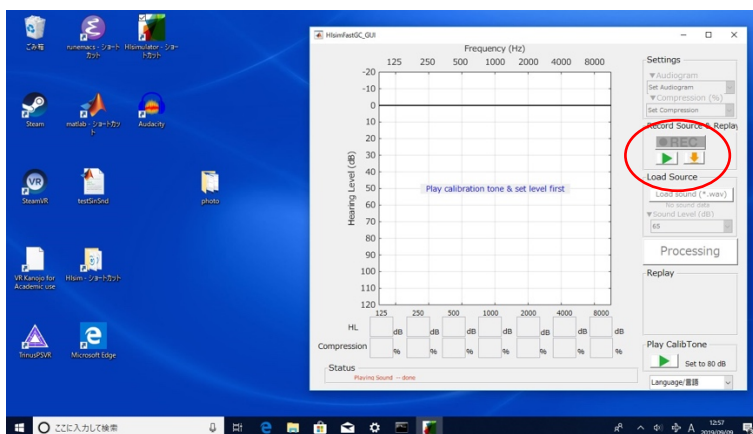 ごみ箱
runemacs - ショートカット
HIsimulator - ショートカット
Steam
matlab - ショートカット
Audacity
SteamVR
testGinSnd
photo
VR Kanojo for Academic use
HIsim - ショートカット
TrinusPSVR
Microsoft Edge
HIsimFastGC_GUI
Frequency (Hz)
125 250 500 1000 2000 4000 8000
Hearing Level (dB)
-20
-10
0
10
20
30
40
50
60
70
80
90
100
110
120
Play calibration tone & set level first
125 250 500 1000 2000 4000 8000
HL dB dB dB dB dB dB dB
Compression % % % % % % %
Status
Playing Sound -- done
Settings
▼Audiogram
Set Audiogram
▼Compression (%)
Set Compression
Record Source & Replay
REC
Load Source
Load sound (*.wav)
No sound data
▼Sound Level (dB)
65
Processing
Replay
Play CalibTone
Set to 80 dB
Language/言語
ここに入力して検索
A
12:57
2019/09/09